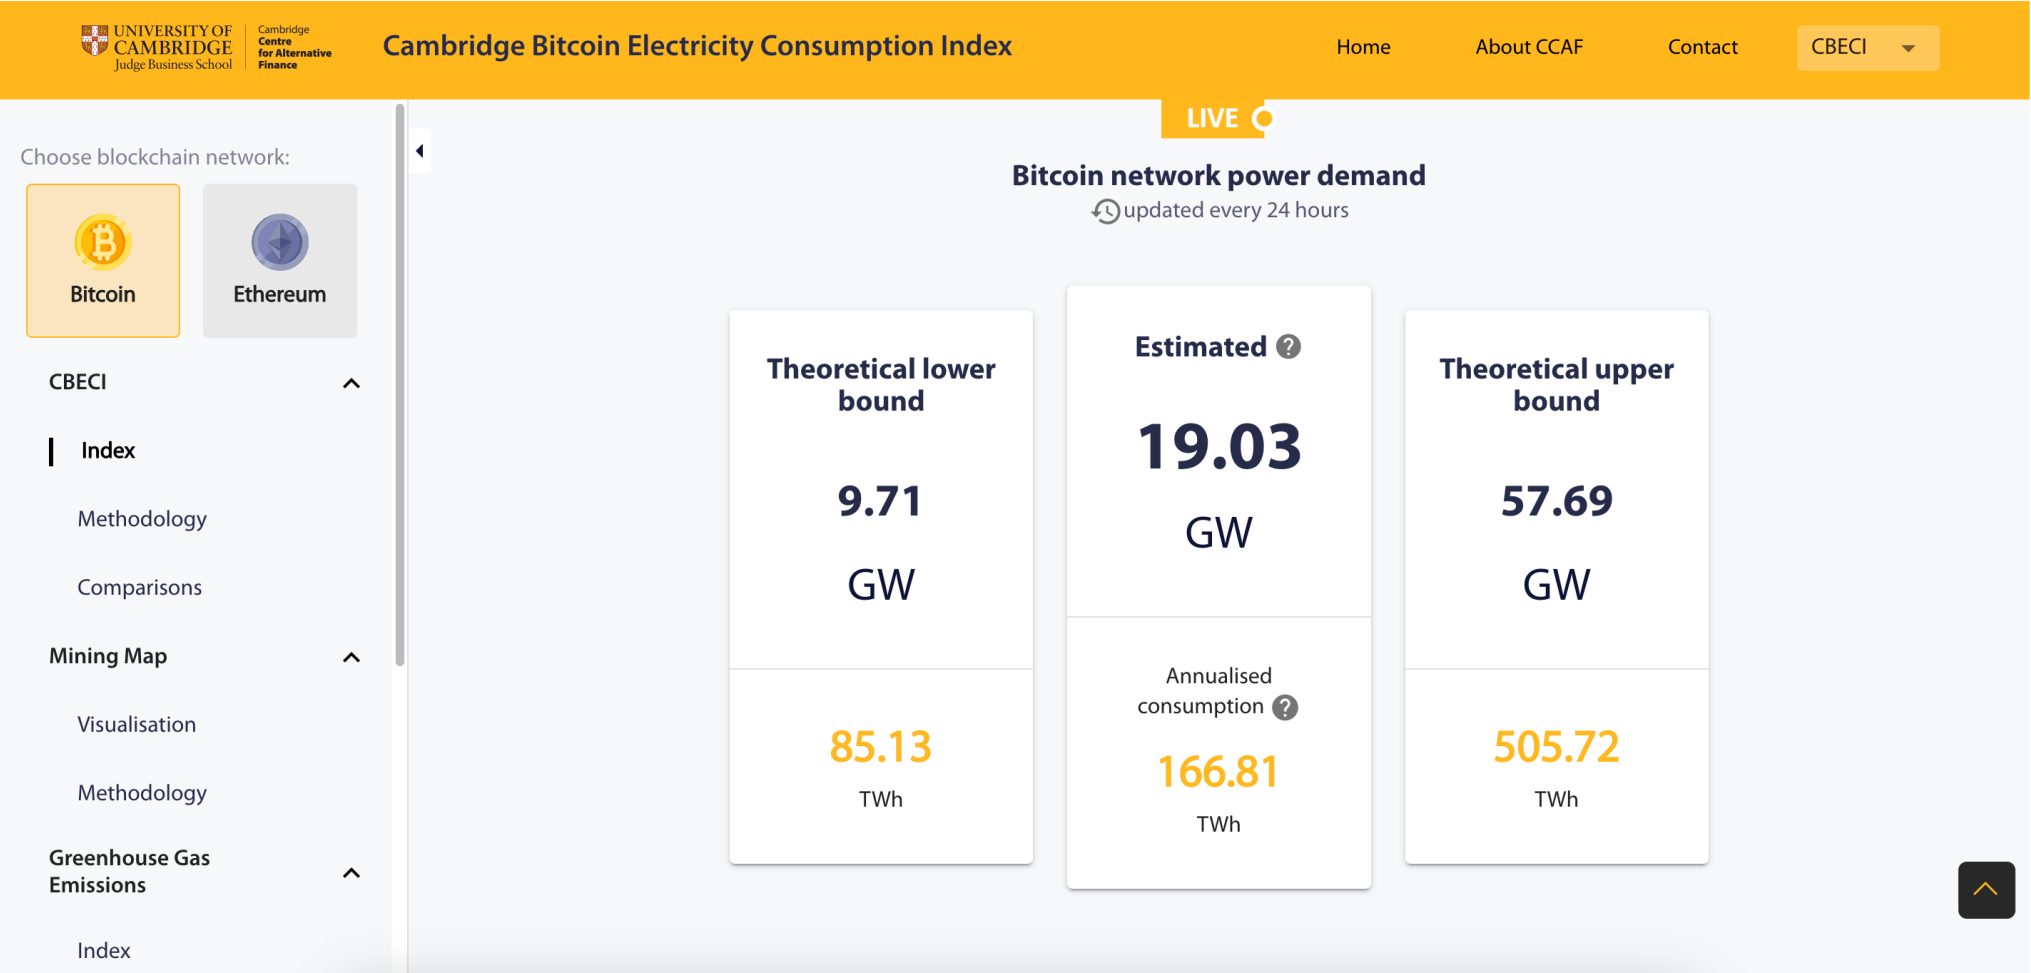 UNIVERSITY OF
CAMBRIDGE
Judge Business School
Cambridge
Centre
for Alternative
Finance
Cambridge Bitcoin Electricity Consumption Index
Home
About CCAF
Contact
CBECI
Choose blockchain network:
Bitcoin
Ethereum
CBECI
Index
Methodology
Comparisons
Mining Map
Visualisation
Methodology
Greenhouse Gas
Emissions
Index
LIVE
Bitcoin network power demand
updated every 24 hours
Theoretical lower
bound
9.71
GW
85.13
TWh
Estimated ?
19.03
GW
Annualised
consumption ?
166.81
TWh
Theoretical upper
bound
57.69
GW
505.72
TWh